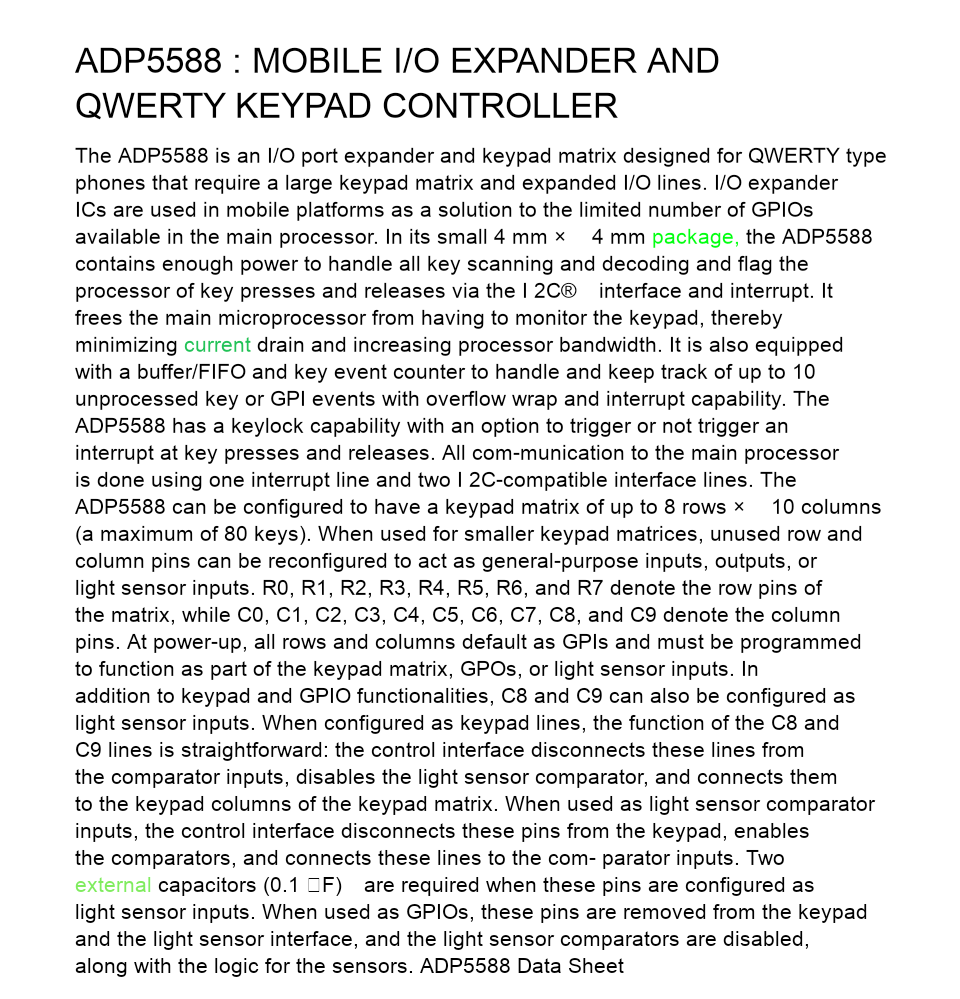 ADP5588 : MOBILE I/O EXPANDER AND
QWERTY KEYPAD CONTROLLER
The ADP5588 is an I/O port expander and keypad matrix designed for QWERTY type
phones that require a large keypad matrix and expanded I/O lines. I/O expander
ICs are used in mobile platforms as a solution to the limited number of GPIOs
available in the main processor. In its small 4 mm × 4 mm package, the ADP5588
contains enough power to handle all key scanning and decoding and flag the
processor of key presses and releases via the I 2C® interface and interrupt. It
frees the main microprocessor from having to monitor the keypad, thereby
minimizing current drain and increasing processor bandwidth. It is also equipped
with a buffer/FIFO and key event counter to handle and keep track of up to 10
unprocessed key or GPI events with overflow wrap and interrupt capability. The
ADP5588 has a keylock capability with an option to trigger or not trigger an
interrupt at key presses and releases. All com-munication to the main processor
is done using one interrupt line and two I 2C-compatible interface lines. The
ADP5588 can be configured to have a keypad matrix of up to 8 rows × 10 columns
(a maximum of 80 keys). When used for smaller keypad matrices, unused row and
column pins can be reconfigured to act as general-purpose inputs, outputs, or
light sensor inputs. R0, R1, R2, R3, R4, R5, R6, and R7 denote the row pins of
the matrix, while C0, C1, C2, C3, C4, C5, C6, C7, C8, and C9 denote the column
pins. At power-up, all rows and columns default as GPIs and must be programmed
to function as part of the keypad matrix, GPOs, or light sensor inputs. In
addition to keypad and GPIO functionalities, C8 and C9 can also be configured as
light sensor inputs. When configured as keypad lines, the function of the C8 and
C9 lines is straightforward: the control interface disconnects these lines from
the comparator inputs, disables the light sensor comparator, and connects them
to the keypad columns of the keypad matrix. When used as light sensor comparator
inputs, the control interface disconnects these pins from the keypad, enables
the comparators, and connects these lines to the com- parator inputs. Two
external capacitors (0.1 □F) are required when these pins are configured as
light sensor inputs. When used as GPIOs, these pins are removed from the keypad
and the light sensor interface, and the light sensor comparators are disabled,
along with the logic for the sensors. ADP5588 Data Sheet